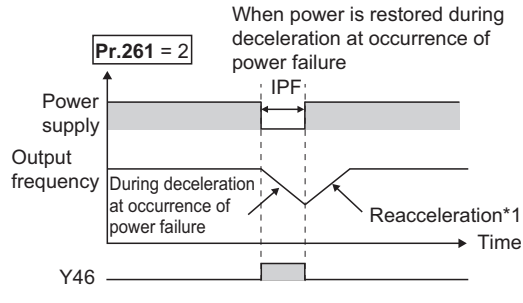 When power is restored during
deceleration at occurrence of
power failure
Pr.261 = 2
IPF
Power
supply
Output
frequency
During deceleration
at occurrence of
power failure
Reacceleration*1
Time
Y46